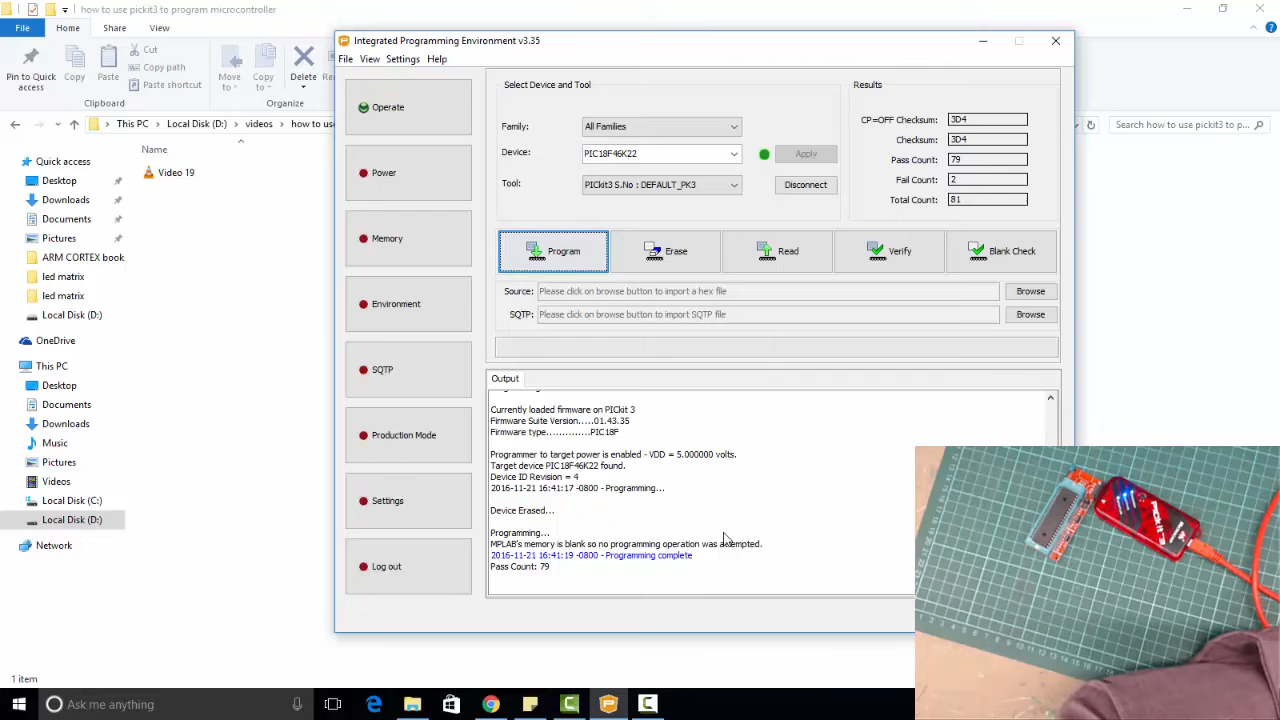 how to use pickit3 to program microcontroller
File Home Share View
Pin to Quick access
Copy
Paste
Cut
Copy path
Paste shortcut
Move to
Copy to
Delete
Clipboard
Organize
This PC Local Disk (D:) videos how to us
Search how to use pickit3 to p...
Name
Video 19
Quick access
Desktop
Downloads
Documents
Pictures
ARM CORTEX book
led matrix
led matrix
Local Disk (D:)
OneDrive
This PC
Desktop
Documents
Downloads
Music
Pictures
Videos
Local Disk (C:)
Local Disk (D:)
Network
1 item
Integrated Programming Environment v3.35
File View Settings Help
Operate
Power
Memory
Environment
SQTP
Production Mode
Settings
Log out
Select Device and Tool
Family: All Families
Device: PIC18F46K22 Apply
Tool: PICkit3 S.No : DEFAULT_PK3 Disconnect
Results
CP=OFF Checksum: 3D4
Checksum: 3D4
Pass Count: 79
Fail Count: 2
Total Count: 81
Program Erase Read Verify Blank Check
Source: Please click on browse button to import a hex file Browse
SQTP: Please click on browse button to import SQTP file Browse
Output
Currently loaded firmware on PICkit 3
Firmware Suite Version.....01.43.35
Firmware type..............PIC18F
Programmer to target power is enabled - VDD = 5.000000 volts.
Target device PIC18F46K22 found.
Device ID Revision = 4
2016-11-21 16:41:17 -0800 - Programming...
Device Erased...
Programming...
MPLAB's memory is blank so no programming operation was attempted.
2016-11-21 16:41:19 -0800 - Programming complete
Pass Count: 79
PICkit 3
Ask me anything